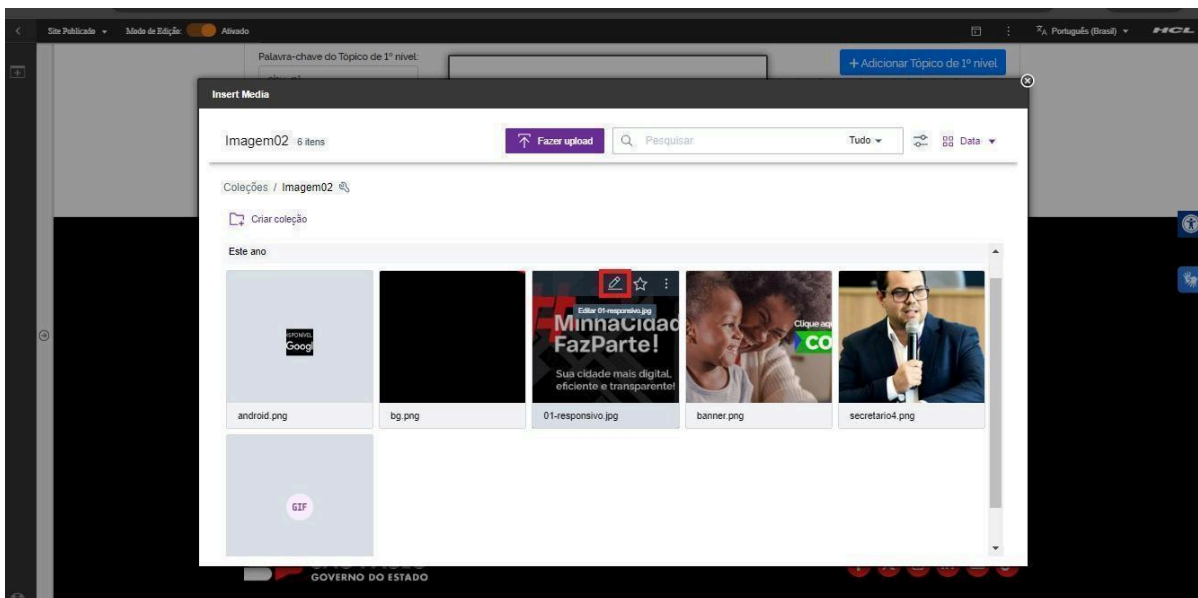 Site Publicado
Modo de Edição:
Ativado
Português (Brasil)
HCL
Palavra-chave do Tópico de 1º nível:
+ Adicionar Tópico de 1º nível
Insert Media
Imagem02 6 itens
Fazer upload
Pesquisar
Tudo
Data
Coleções / Imagem02
Criar coleção
Este ano
Editar 01-responsivo.jpg
MinhaCidad
FazParte!
Sua cidade mais digital,
eficiente e transparente!
Clique aq
CO
Googl
android.png
bg.png
01-responsivo.jpg
banner.png
secretario4.png
GIF
GOVERNO DO ESTADO